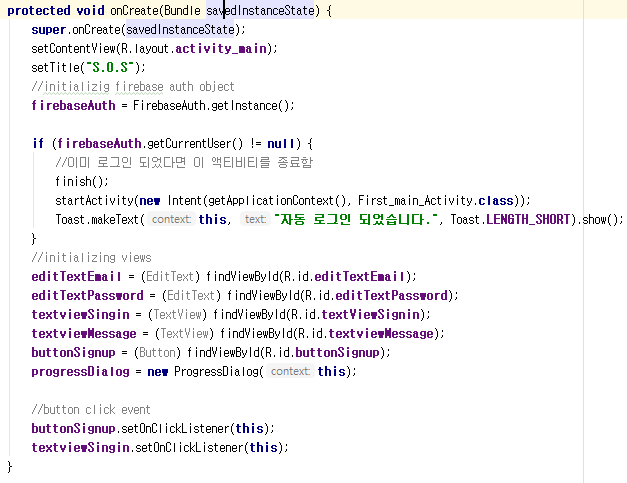 protected void onCreate(Bundle savedInstanceState) {
super.onCreate(savedInstanceState);
setContentView(R.layout.activity_main);
setTitle("S.O.S");
//initializig firebase auth object
firebaseAuth = FirebaseAuth.getInstance();
if (firebaseAuth.getCurrentUser() != null) {
//이미 로그인 되었다면 이 액티비티를 종료함
finish();
startActivity(new Intent(getApplicationContext(), First_main_Activity.class));
Toast.makeText( context: this, text: "자동 로그인 되었습니다.", Toast.LENGTH_SHORT).show();
}
//initializing views
editTextEmail = (EditText) findViewById(R.id.editTextEmail);
editTextPassword = (EditText) findViewById(R.id.editTextPassword);
textviewSingin = (TextView) findViewById(R.id.textViewSignin);
textviewMessage = (TextView) findViewById(R.id.textviewMessage);
buttonSignup = (Button) findViewById(R.id.buttonSignup);
progressDialog = new ProgressDialog( context: this);
//button click event
buttonSignup.setOnClickListener(this);
textviewSingin.setOnClickListener(this);
}